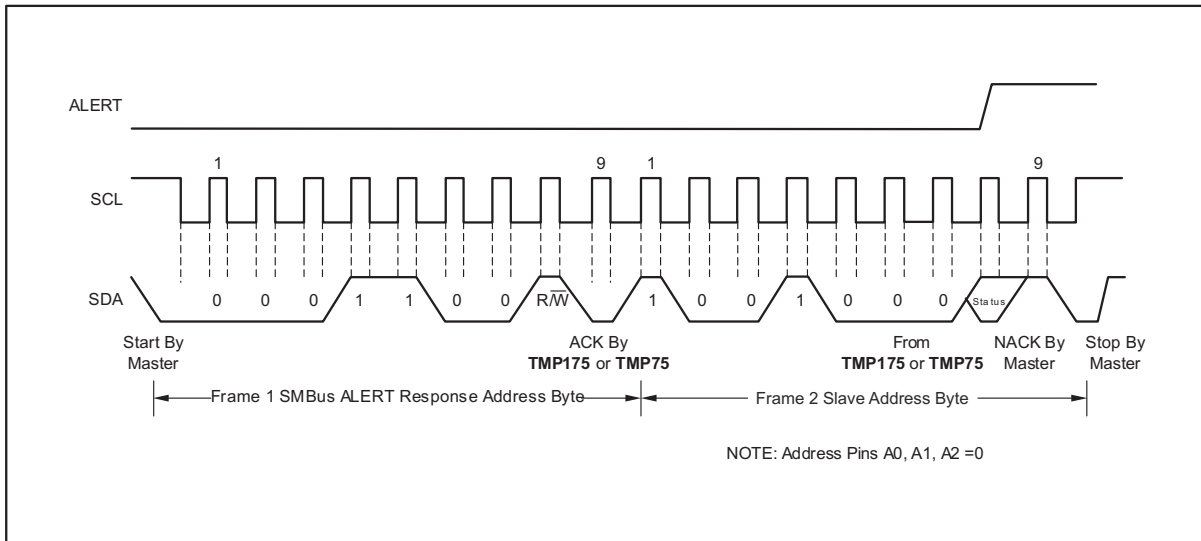 ALERT
1 9 1 9
SCL
SDA
0 0 0 1 1 0 0 R/W̅ 1 0 0 1 0 0 0 Status
Start By
Master
ACK By
TMP175 or TMP75
From
TMP175 or TMP75
NACK By
Master
Stop By
Master
Frame 1 SMBus ALERT Response Address Byte
Frame 2 Slave Address Byte
NOTE: Address Pins A0, A1, A2 =0